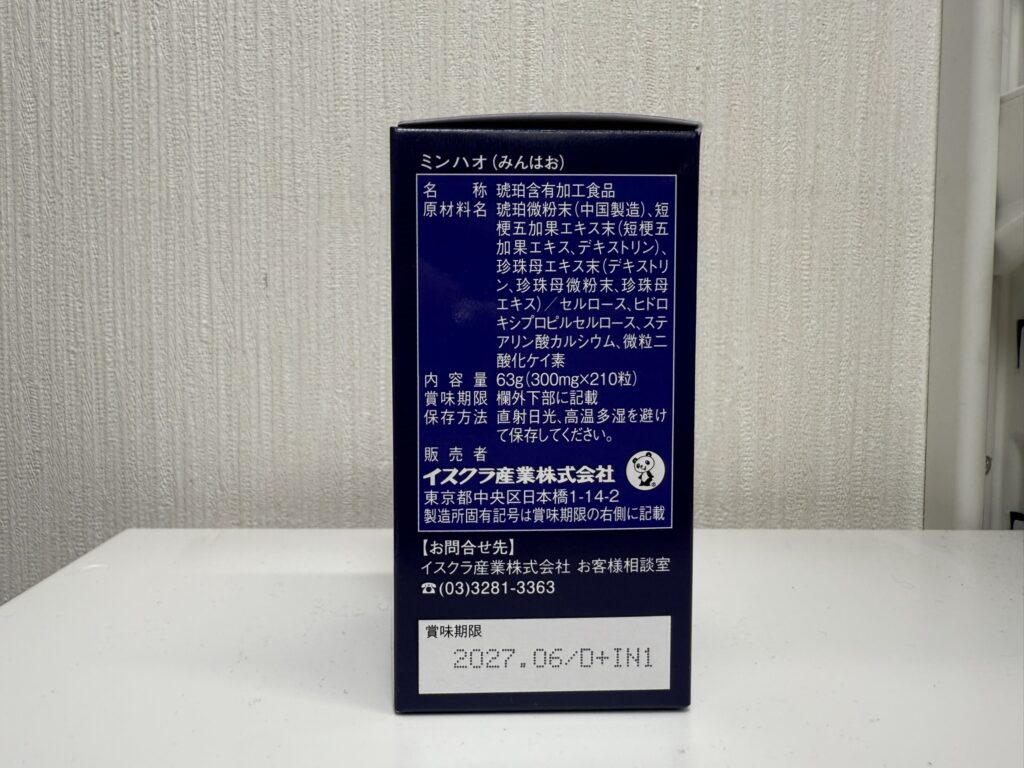 ミンハオ(みんはお)
名称 琥珀含有加工食品
原材料名 琥珀微粉末(中国製造)、短
梗五加果エキス末(短梗五
加果エキス、デキストリン)、
珍珠母エキス末(デキストリ
ン、珍珠母微粉末、珍珠母
エキス)/セルロース、ヒドロ
キシプロピルセルロース、ステ
アリン酸カルシウム、微粒二
酸化ケイ素
内容量 63g(300mg×210粒)
賞味期限 欄外下部に記載
保存方法 直射日光、高温多湿を避け
て保存してください。
販売者
イスクラ産業株式会社
東京都中央区日本橋1-14-2
製造所固有記号は賞味期限の右側に記載
【お問合せ先】
イスクラ産業株式会社 お客様相談室
☎(03)3281-3363
賞味期限
2027.06/D+IN1